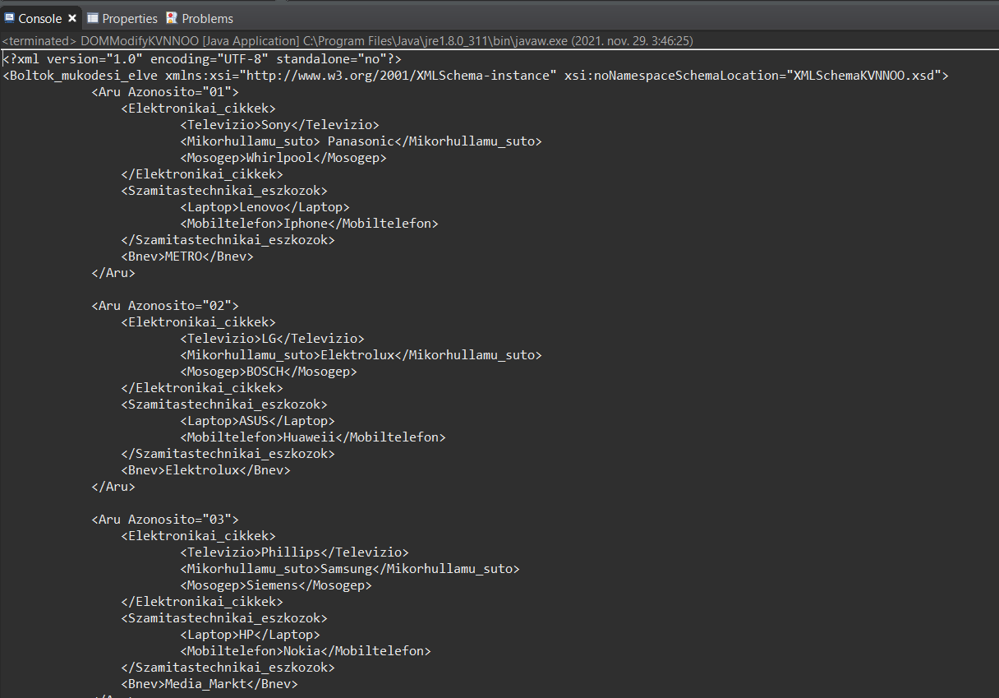 Console Properties Problems
<terminated> DOMModifyKVNNOO [Java Application] C:\Program Files\Java\jre1.8.0_311\bin\javaw.exe (2021. nov. 29. 3:46:25)
<?xml version="1.0" encoding="UTF-8" standalone="no"?>
<Boltok_mukodesi_elve xmlns:xsi="http://www.w3.org/2001/XMLSchema-instance" xsi:noNamespaceSchemaLocation="XMLSchemaKVNNOO.xsd">
<Aru Azonosito="01">
<Elektronikai_cikkek>
<Televizio>Sony</Televizio>
<Mikorhullamu_suto> Panasonic</Mikorhullamu_suto>
<Mosogep>Whirlpool</Mosogep>
</Elektronikai_cikkek>
<Szamitastechnikai_eszkozok>
<Laptop>Lenovo</Laptop>
<Mobiltelefon>Iphone</Mobiltelefon>
</Szamitastechnikai_eszkozok>
<Bnev>METRO</Bnev>
</Aru>
<Aru Azonosito="02">
<Elektronikai_cikkek>
<Televizio>LG</Televizio>
<Mikorhullamu_suto>Elektrolux</Mikorhullamu_suto>
<Mosogep>BOSCH</Mosogep>
</Elektronikai_cikkek>
<Szamitastechnikai_eszkozok>
<Laptop>ASUS</Laptop>
<Mobiltelefon>Huaweii</Mobiltelefon>
</Szamitastechnikai_eszkozok>
<Bnev>Elektrolux</Bnev>
</Aru>
<Aru Azonosito="03">
<Elektronikai_cikkek>
<Televizio>Phillips</Televizio>
<Mikorhullamu_suto>Samsung</Mikorhullamu_suto>
<Mosogep>Siemens</Mosogep>
</Elektronikai_cikkek>
<Szamitastechnikai_eszkozok>
<Laptop>HP</Laptop>
<Mobiltelefon>Nokia</Mobiltelefon>
</Szamitastechnikai_eszkozok>
<Bnev>Media_Markt</Bnev>